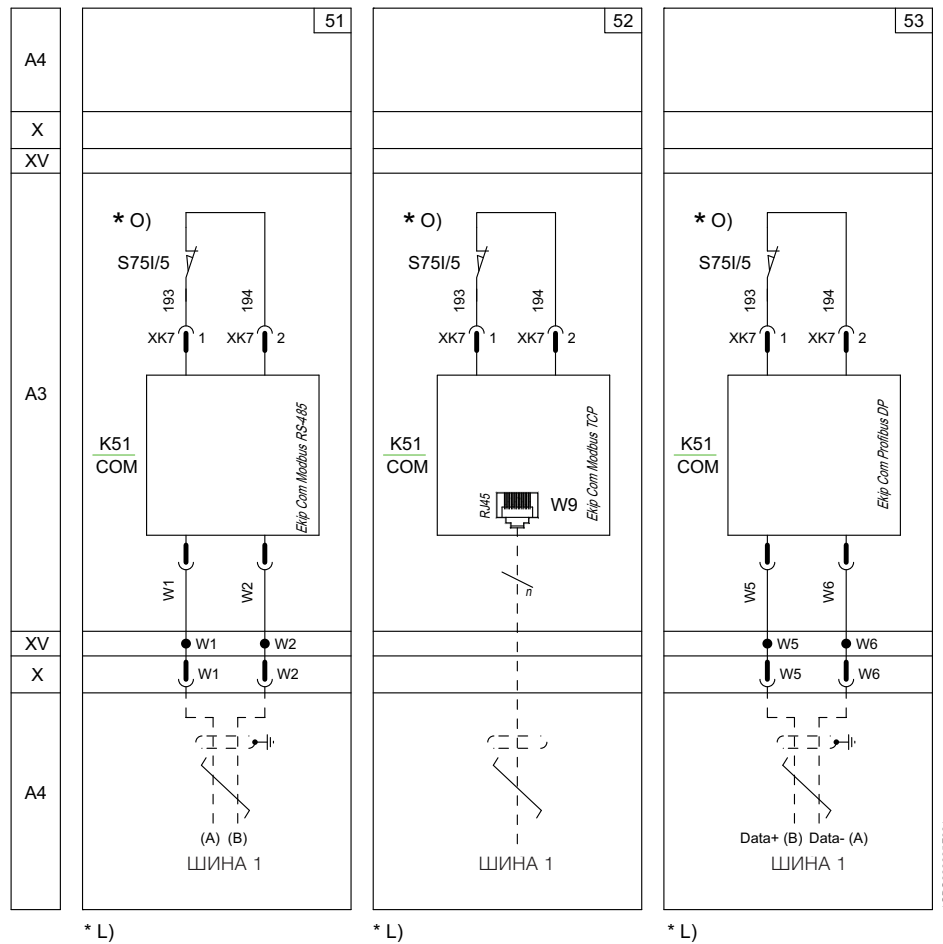 A4
X
XV
A3
XV
X
A4
51
* O)
S75I/5
193
194
XK7 1
XK7 2
K51
COM
Ekip Com Modbus RS-485
W1
W2
W1
W2
W1
W2
(A) (B)
ШИНА 1
* L)
52
* O)
S75I/5
193
194
XK7 1
XK7 2
K51
COM
Ekip Com Modbus TCP
RJ45
W9
n
ШИНА 1
* L)
53
* O)
S75I/5
193
194
XK7 1
XK7 2
K51
COM
Ekip Com Profibus DP
W5
W6
W5
W6
W5
W6
Data+ (B) Data- (A)
ШИНА 1
* L)